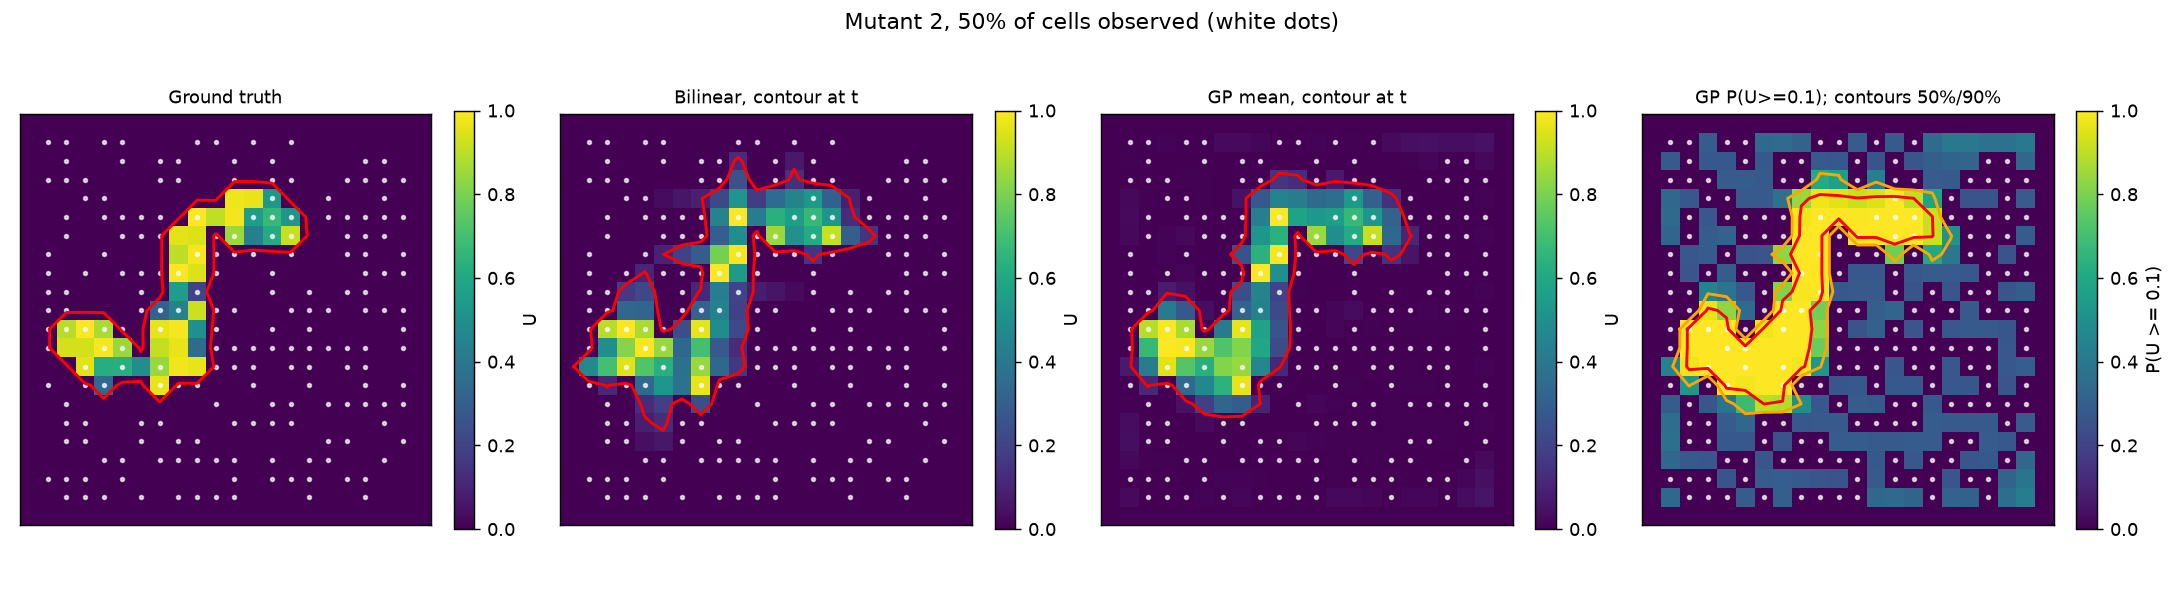 Mutant 2, 50% of cells observed (white dots)
Ground truth
1.0
0.8
0.6
0.4
0.2
0.0
U
Bilinear, contour at t
1.0
0.8
0.6
0.4
0.2
0.0
U
GP mean, contour at t
1.0
0.8
0.6
0.4
0.2
0.0
U
GP P(U>=0.1); contours 50%/90%
1.0
0.8
0.6
0.4
0.2
0.0
P(U >= 0.1)